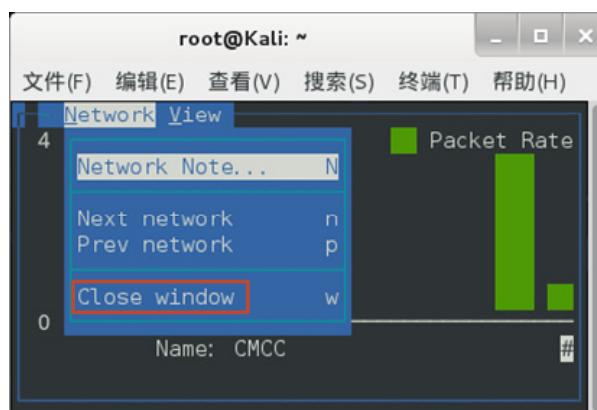 root@Kali: ~
文件(F) 编辑(E) 查看(V) 搜索(S) 终端(T) 帮助(H)
~ Network View
4 Packet Rate
Network Note... N
Next network n
Prev network p
Close window w
0
Name: CMCC #